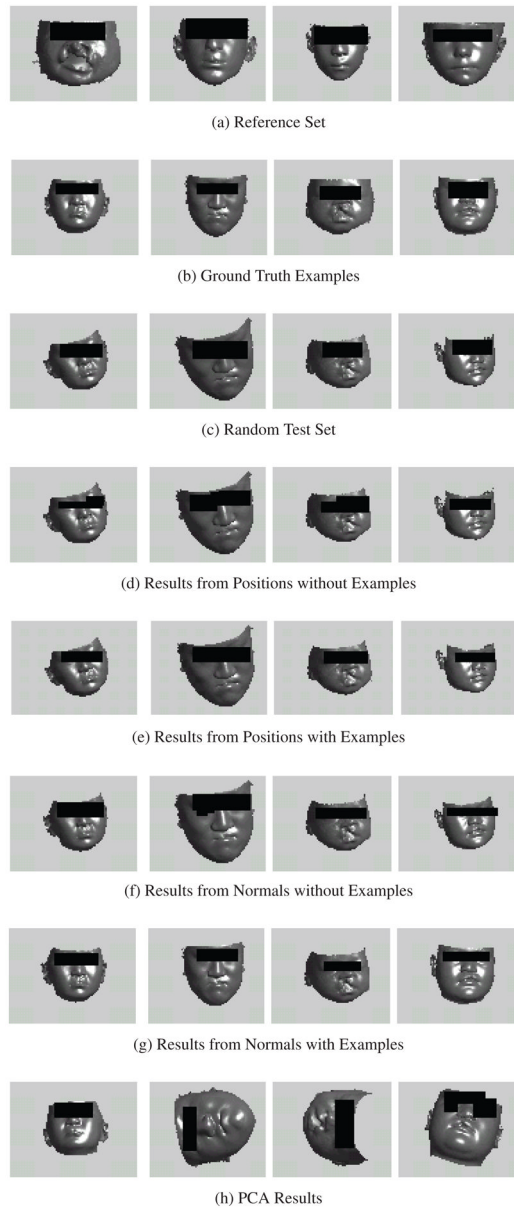 (a) Reference Set
(b) Ground Truth Examples
(c) Random Test Set
(d) Results from Positions without Examples
(e) Results from Positions with Examples
(f) Results from Normals without Examples
(g) Results from Normals with Examples
(h) PCA Results